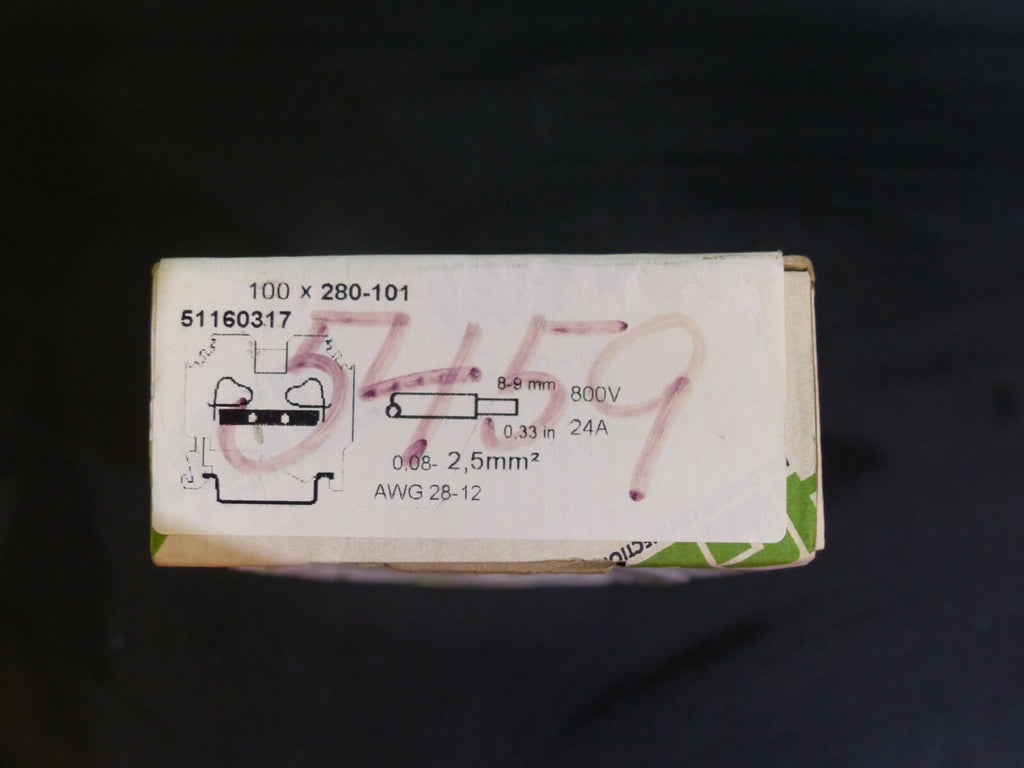 100 x 280-101
51160317
5459
8-9 mm
800V
0,33 in
24A
0,08- 2,5mm²
AWG 28-12